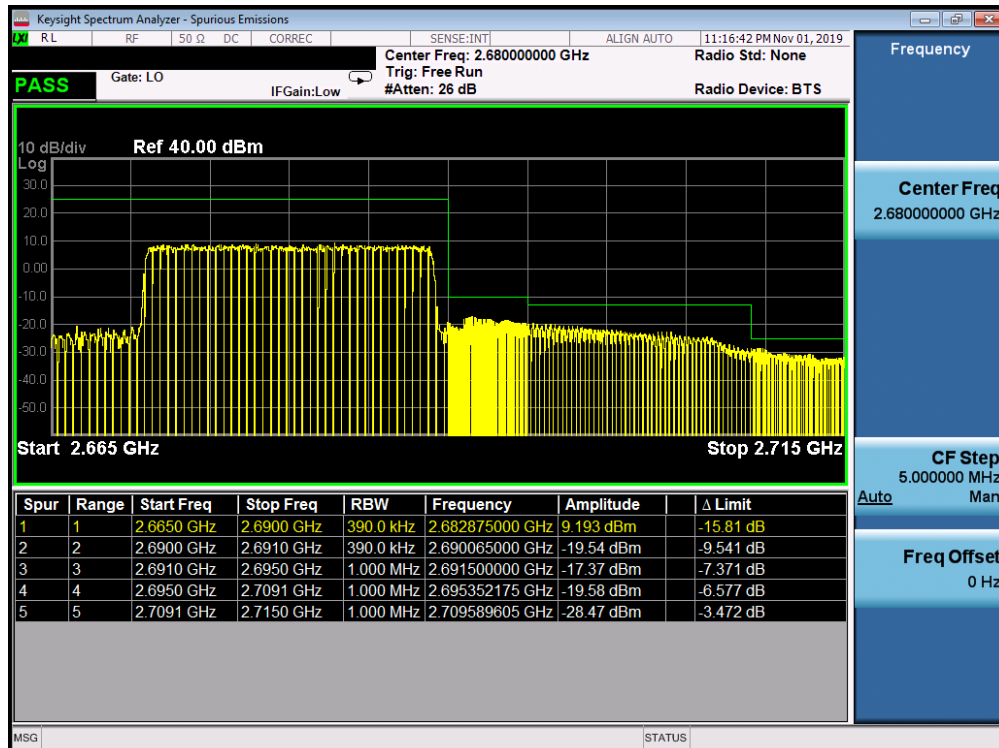 Keysight Spectrum Analyzer - Spurious Emissions
LXI RL RF 50 Ω DC CORREC SENSE:INT ALIGN AUTO 11:16:42 PM Nov 01, 2019
Center Freq: 2.680000000 GHz Radio Std: None
PASS Gate: LO Trig: Free Run
IFGain:Low #Atten: 26 dB Radio Device: BTS
10 dB/div Ref 40.00 dBm
Log
30.0
20.0
10.0
0.00
-10.0
-20.0
-30.0
-40.0
-50.0
Start 2.665 GHz Stop 2.715 GHz
Spur Range Start Freq Stop Freq RBW Frequency Amplitude Δ Limit
1 1 2.6650 GHz 2.6900 GHz 390.0 kHz 2.682875000 GHz 9.193 dBm -15.81 dB
2 2 2.6900 GHz 2.6910 GHz 390.0 kHz 2.690065000 GHz -19.54 dBm -9.541 dB
3 3 2.6910 GHz 2.6950 GHz 1.000 MHz 2.691500000 GHz -17.37 dBm -7.371 dB
4 4 2.6950 GHz 2.7091 GHz 1.000 MHz 2.695352175 GHz -19.58 dBm -6.577 dB
5 5 2.7091 GHz 2.7150 GHz 1.000 MHz 2.709589605 GHz -28.47 dBm -3.472 dB
Frequency
Center Freq
2.680000000 GHz
CF Step
5.000000 MHz
Auto Man
Freq Offset
0 Hz
MSG STATUS